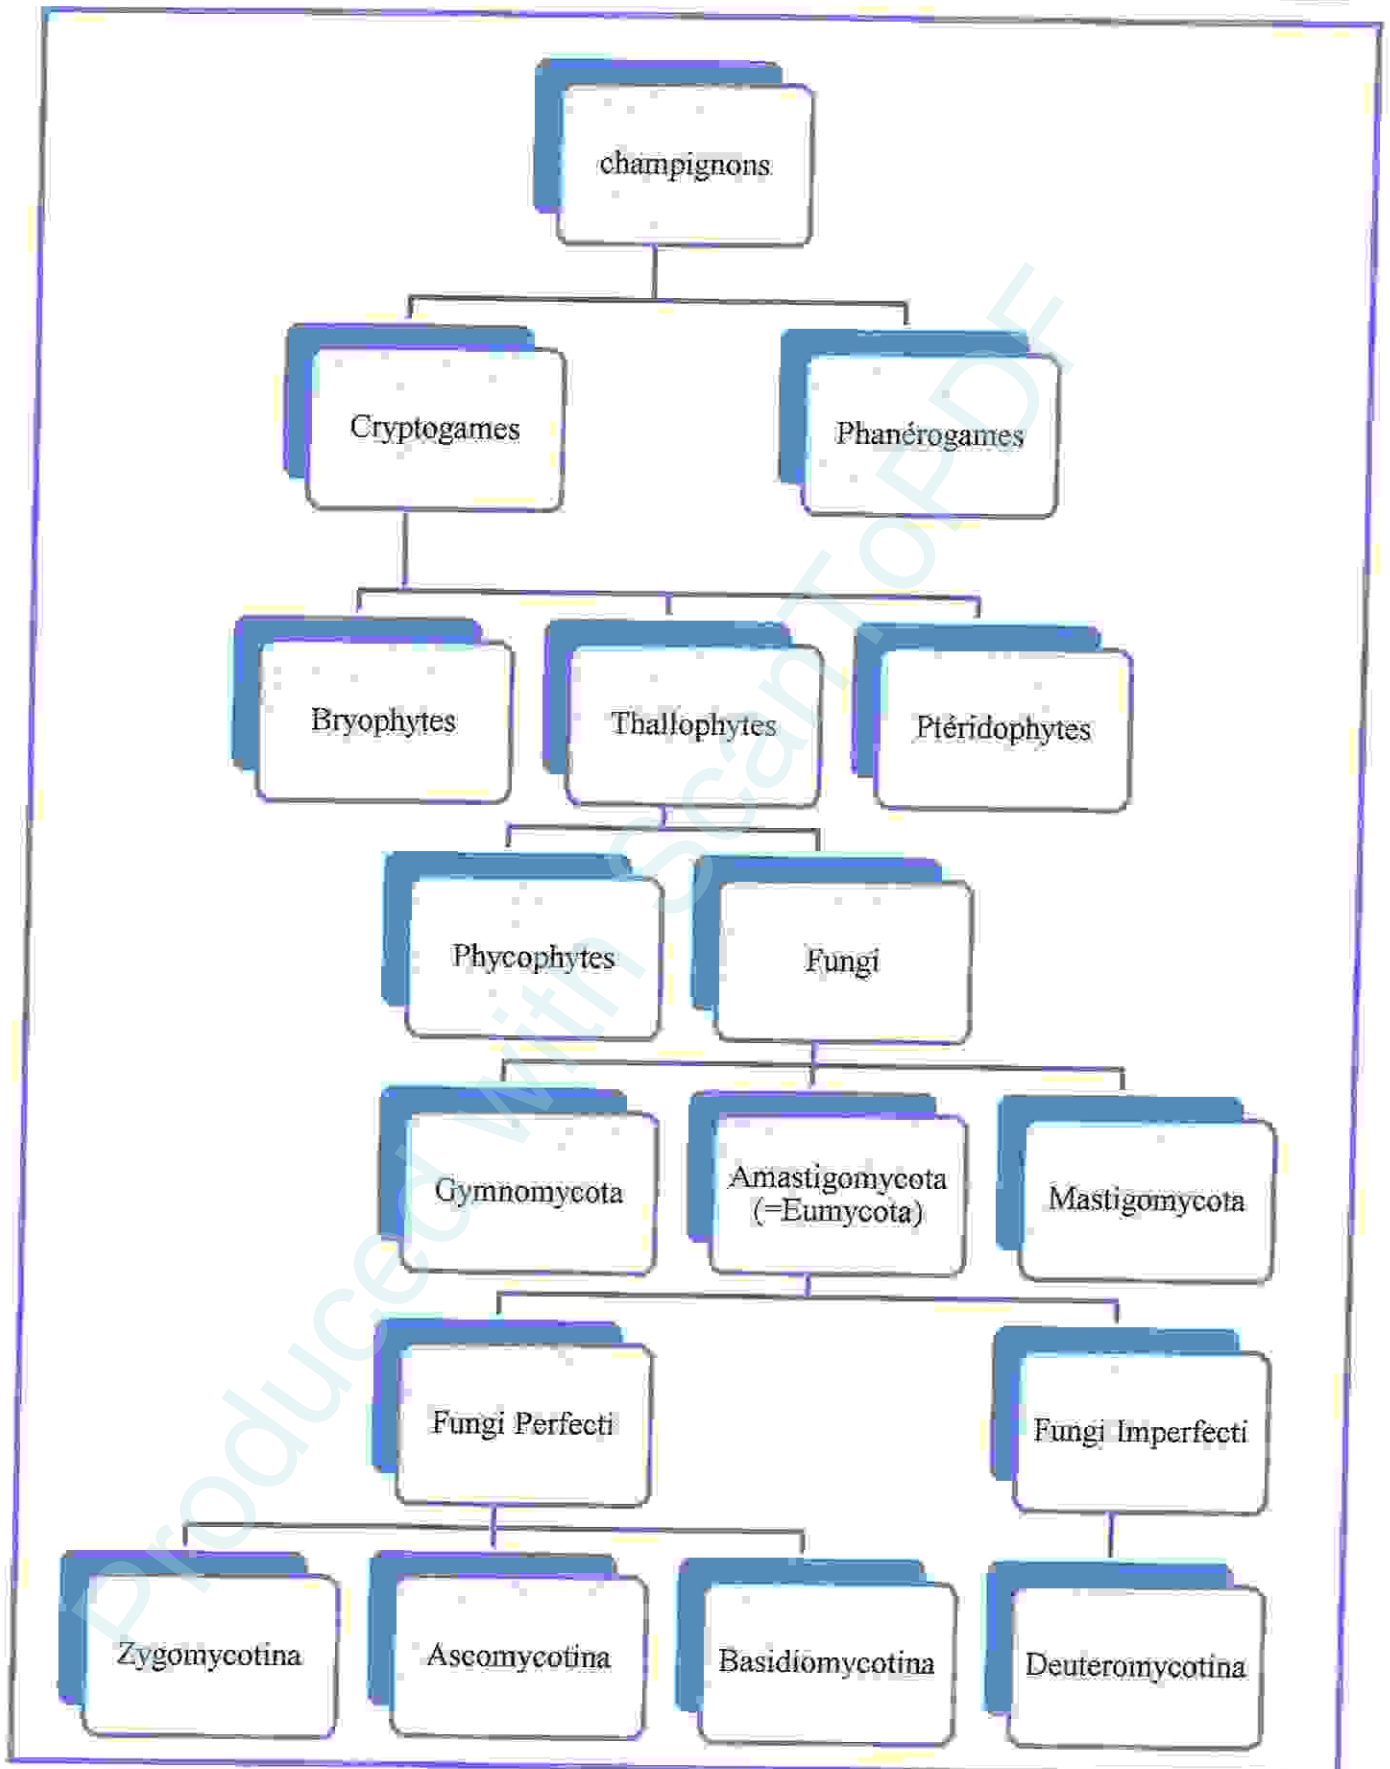 champignons
Cryptogames
Phanérogames
Bryophytes
Thallophytes
Ptéridophytes
Phycophytes
Fungi
Gymnomycota
Amastigomycota
(=Eumycota)
Mastigomycota
Fungi Perfecti
Fungi Imperfecti
Zygomycotina
Ascomycotina
Basidiomycotina
Deuteromycotina
Produced with ScanToPDF